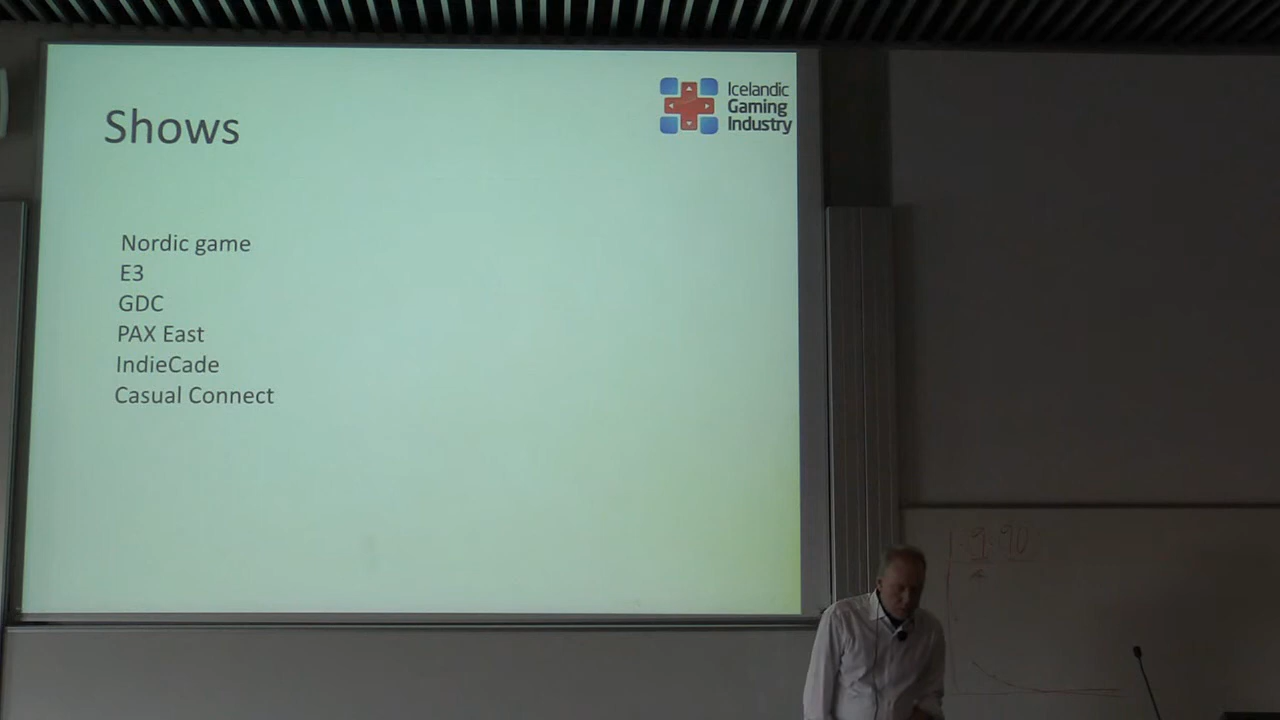 Shows
Icelandic
Gaming
Industry
Nordic game
E3
GDC
PAX East
IndieCade
Casual Connect